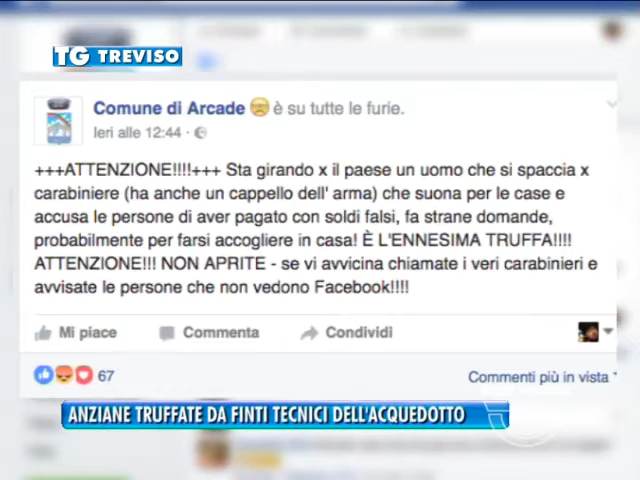 TG TREVISO
Comune di Arcade è su tutte le furie.
Ieri alle 12:44
+++ATTENZIONE!!!!+++ Sta girando x il paese un uomo che si spaccia x
carabiniere (ha anche un cappello dell' arma) che suona per le case e
accusa le persone di aver pagato con soldi falsi, fa strane domande,
probabilmente per farsi accogliere in casa! È L'ENNESIMA TRUFFA!!!!
ATTENZIONE!!! NON APRITE - se vi avvicina chiamate i veri carabinieri e
avvisate le persone che non vedono Facebook!!!!
Mi piace Commenta Condividi
67 Commenti più in vista
ANZIANE TRUFFATE DA FINTI TECNICI DELL'ACQUEDOTTO